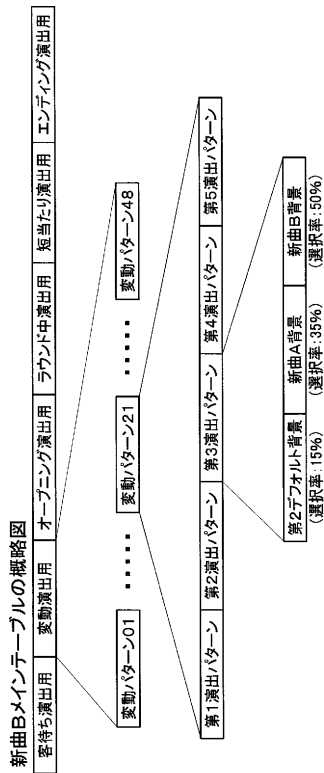 新曲Bメインテーブルの概略図
客待ち演出用 変動演出用 オープニング演出用 ラウンド中演出用 短当たり演出用 エンディング演出用
変動パターン01 ‥‥‥ 変動パターン21 ‥‥‥ 変動パターン48
第1演出パターン 第2演出パターン 第3演出パターン 第4演出パターン 第5演出パターン
第2デフォルト背景 新曲A背景 新曲B背景
(選択率:15%) (選択率:35%) (選択率:50%)